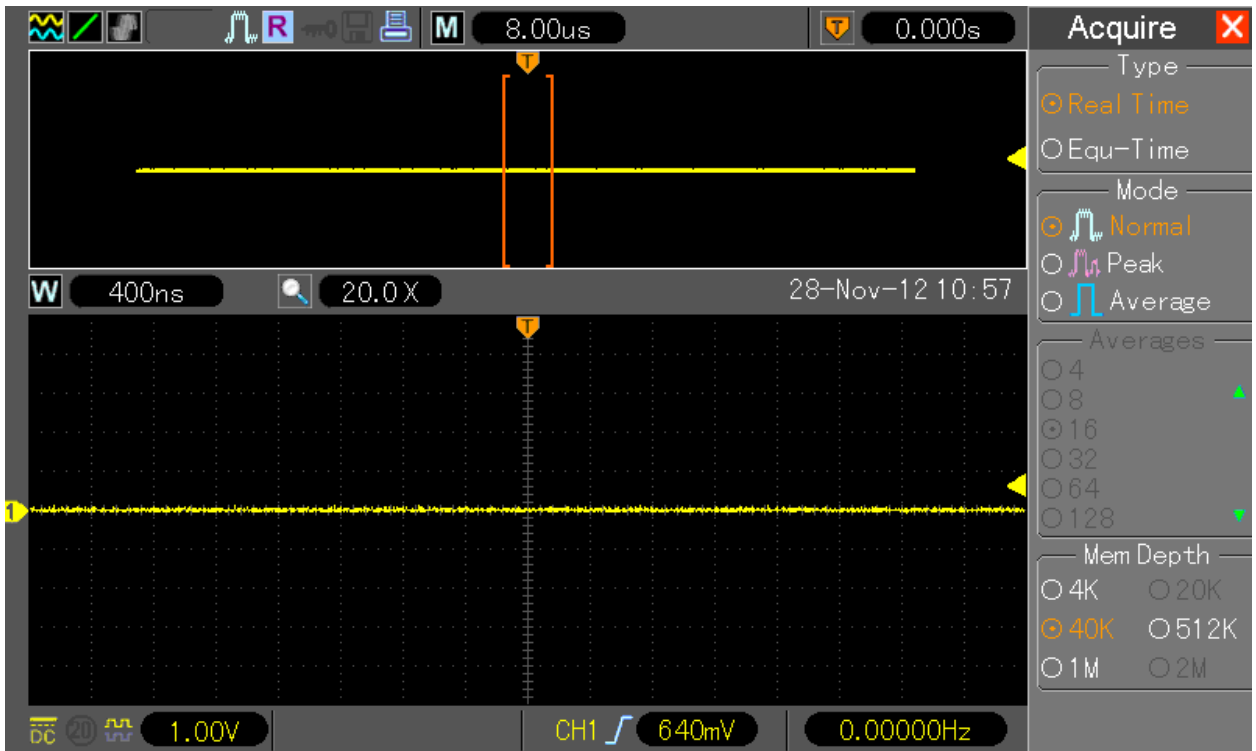 R M 8.00us T 0.000s Acquire X
T
Type
Real Time
Equ-Time
Mode
Normal
Peak
Average
W 400ns 20.0X 28-Nov-12 10:57
T
1
Averages
4
8
16
32
64
128
Mem Depth
4K 20K
40K 512K
1M 2M
DC 20 1.00V CH1 640mV 0.00000Hz